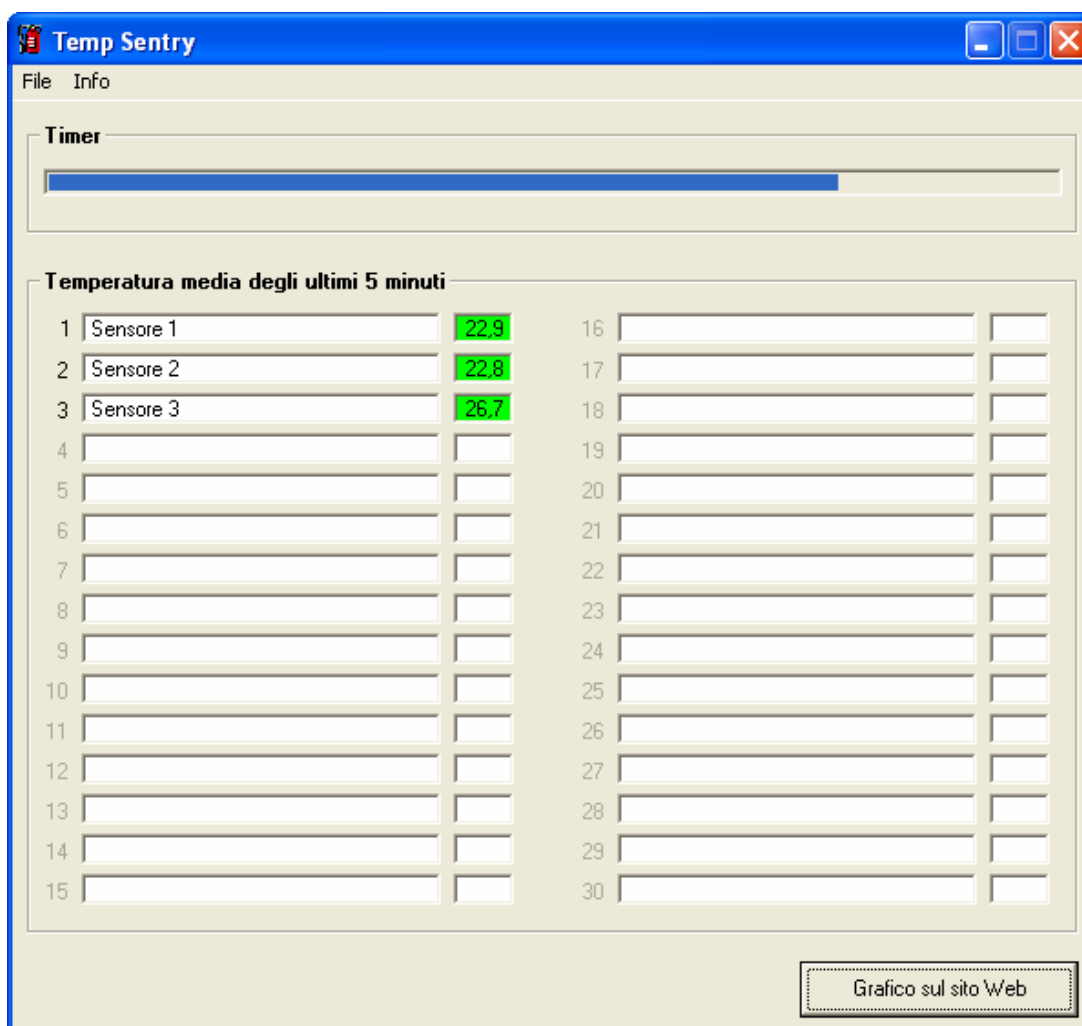 Temp Sentry
File Info
Timer
Temperatura media degli ultimi 5 minuti
1 Sensore 1 22,9 16
2 Sensore 2 22,8 17
3 Sensore 3 26,7 18
4 19
5 20
6 21
7 22
8 23
9 24
10 25
11 26
12 27
13 28
14 29
15 30
Grafico sul sito Web